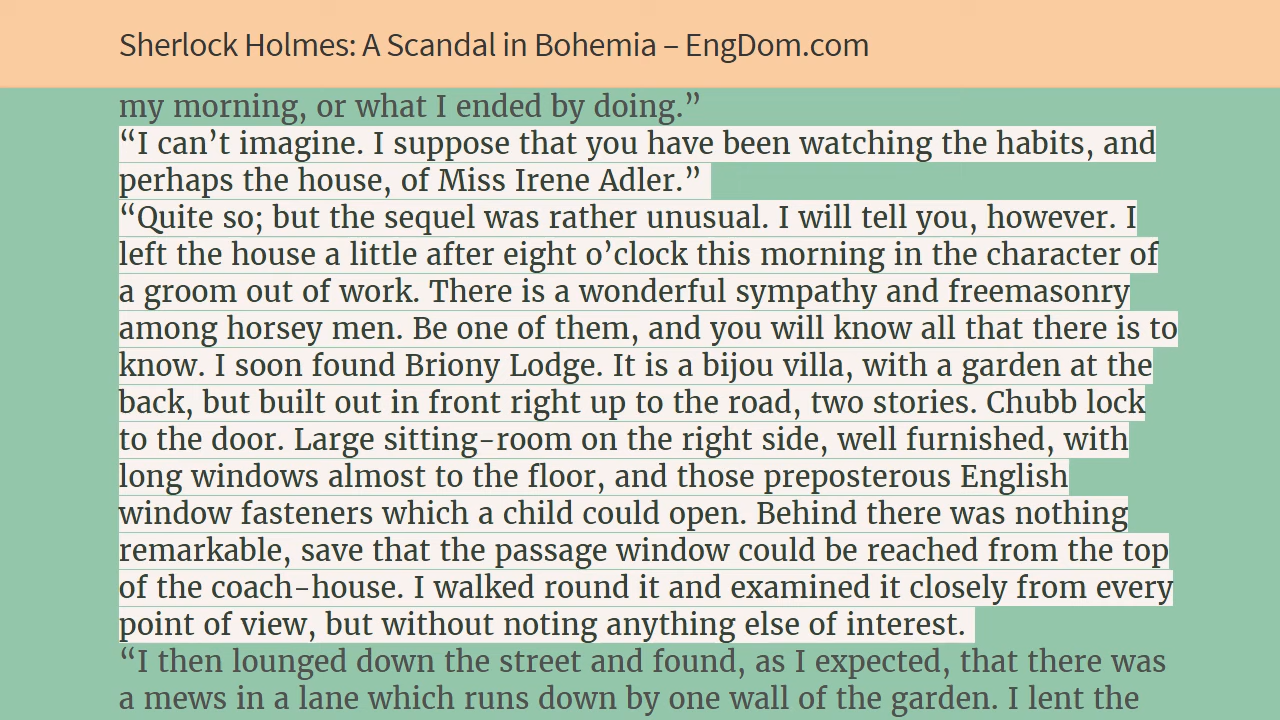 Sherlock Holmes: A Scandal in Bohemia – EngDom.com
my morning, or what I ended by doing.”
“I can’t imagine. I suppose that you have been watching the habits, and
perhaps the house, of Miss Irene Adler.”
“Quite so; but the sequel was rather unusual. I will tell you, however. I
left the house a little after eight o’clock this morning in the character of
a groom out of work. There is a wonderful sympathy and freemasonry
among horsey men. Be one of them, and you will know all that there is to
know. I soon found Briony Lodge. It is a bijou villa, with a garden at the
back, but built out in front right up to the road, two stories. Chubb lock
to the door. Large sitting-room on the right side, well furnished, with
long windows almost to the floor, and those preposterous English
window fasteners which a child could open. Behind there was nothing
remarkable, save that the passage window could be reached from the top
of the coach-house. I walked round it and examined it closely from every
point of view, but without noting anything else of interest.
“I then lounged down the street and found, as I expected, that there was
a mews in a lane which runs down by one wall of the garden. I lent the